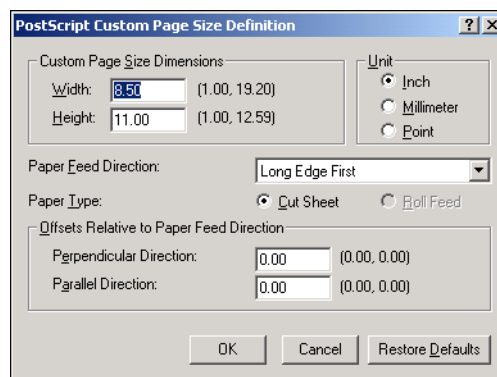 PostScript Custom Page Size Definition
Custom Page Size Dimensions
Width: 8.50 (1.00, 19.20)
Height: 11.00 (1.00, 12.59)
Unit
Inch
Millimeter
Point
Paper Feed Direction: Long Edge First
Paper Type: Cut Sheet Roll Feed
Offsets Relative to Paper Feed Direction
Perpendicular Direction: 0.00 (0.00, 0.00)
Parallel Direction: 0.00 (0.00, 0.00)
OK Cancel Restore Defaults